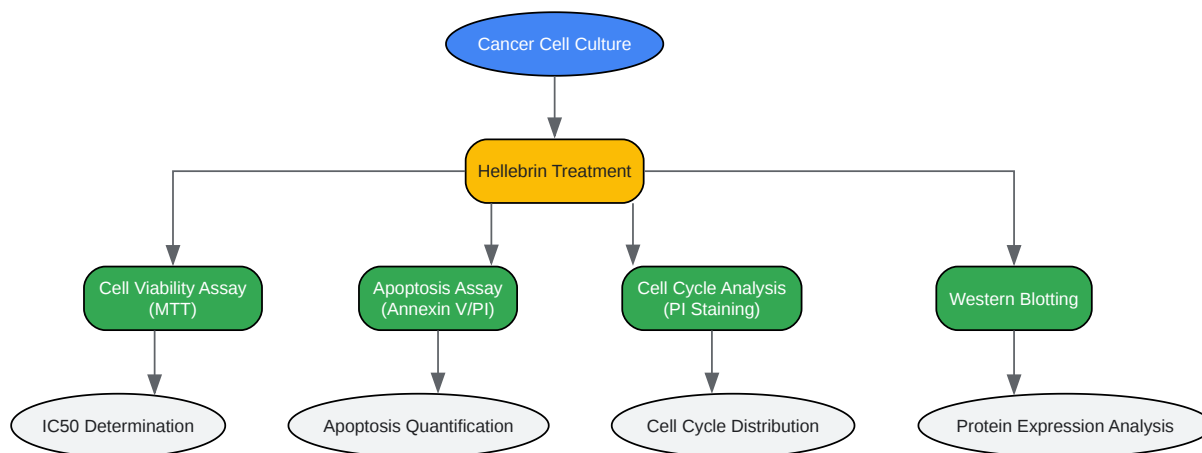 Cancer Cell Culture
Hellebrin Treatment
Cell Viability Assay
(MTT)
Apoptosis Assay
(Annexin V/PI)
Cell Cycle Analysis
(PI Staining)
Western Blotting
IC50 Determination
Apoptosis Quantification
Cell Cycle Distribution
Protein Expression Analysis